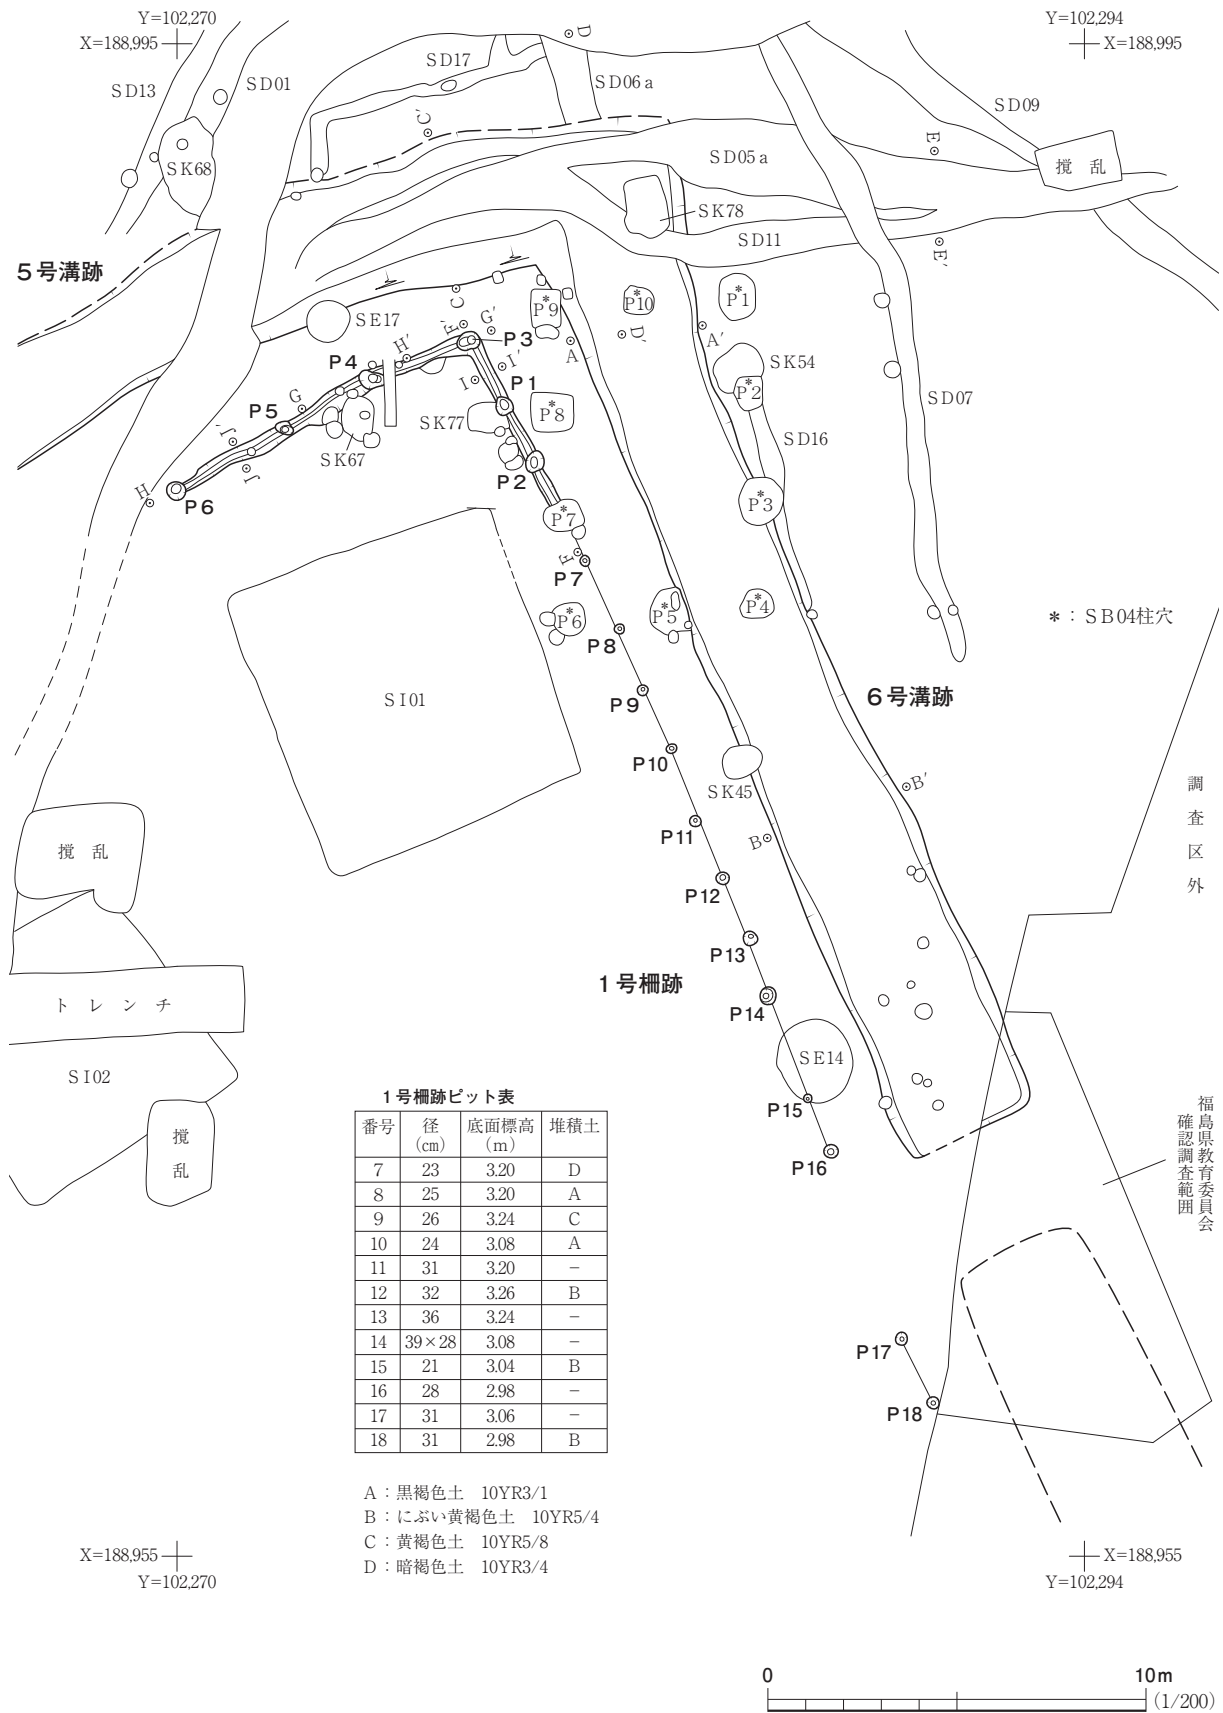 Y=102,270
X=188,995
Y=102,294
X=188,995
SD13
SD01
SD17
D
SD06a
SD09
C'
E
SK68
SD05a
攪 乱
SK78
SD11
E'
5号溝跡
SE17
C
F'
G'
P9
*
P10
*
P1
*
D'
A
A'
H'
P3
P4
I'
I
P1
SK54
P2
*
G
P5
SK77
P8
*
SD07
SD16
J'
J
SK67
P2
H
P6
P7
*
P3
*
F
P7
P6
*
P5
*
P4
*
*：SB04柱穴
P8
SI01
P9
6号溝跡
P10
SK45
B'
調査区外
P11
B
攪 乱
P12
P13
1号柵跡
P14
トレンチ
SE14
SI02
P15
攪乱
P16
福島県教育委員会
確認調査範囲
1号柵跡ピット表
番号 径(㎝) 底面標高(m) 堆積土
7 23 3.20 D
8 25 3.20 A
9 26 3.24 C
10 24 3.08 A
11 31 3.20 −
12 32 3.26 B
13 36 3.24 −
14 39×28 3.08 −
15 21 3.04 B
16 28 2.98 −
17 31 3.06 −
18 31 2.98 B
P17
P18
A：黒褐色土 10YR3/1
B：にぶい黄褐色土 10YR5/4
C：黄褐色土 10YR5/8
D：暗褐色土 10YR3/4
X=188,955
Y=102,270
X=188,955
Y=102,294
0 10m
(1/200)